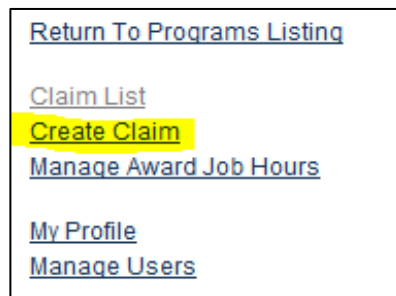 Return To Programs Listing
Claim List
Create Claim
Manage Award Job Hours
My Profile
Manage Users